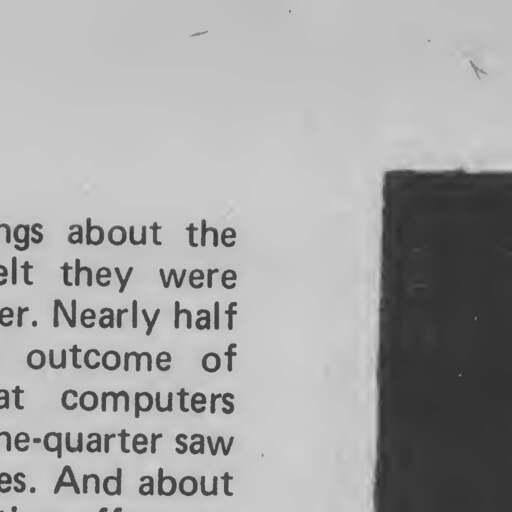 ngs about the
elt they were
er. Nearly half
outcome of
at computers
ne-quarter saw
es. And about